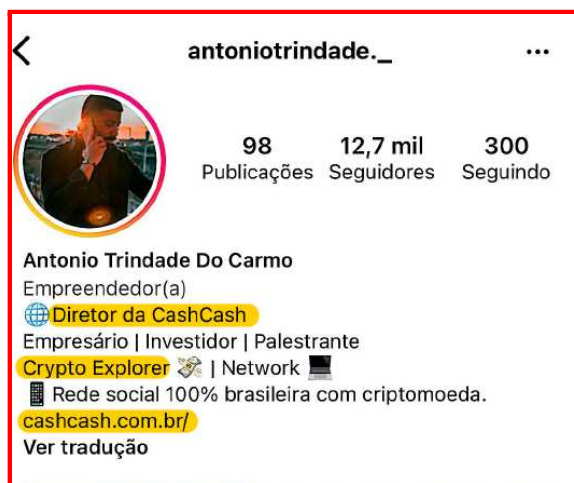 antoniotrindade._
98 12,7 mil 300
Publicações Seguidores Seguindo
Antonio Trindade Do Carmo
Empreendedor(a)
🌐Diretor da CashCash
Empresário | Investidor | Palestrante
Crypto Explorer 💸 | Network 💻
📱 Rede social 100% brasileira com criptomoeda.
cashcash.com.br/
Ver tradução